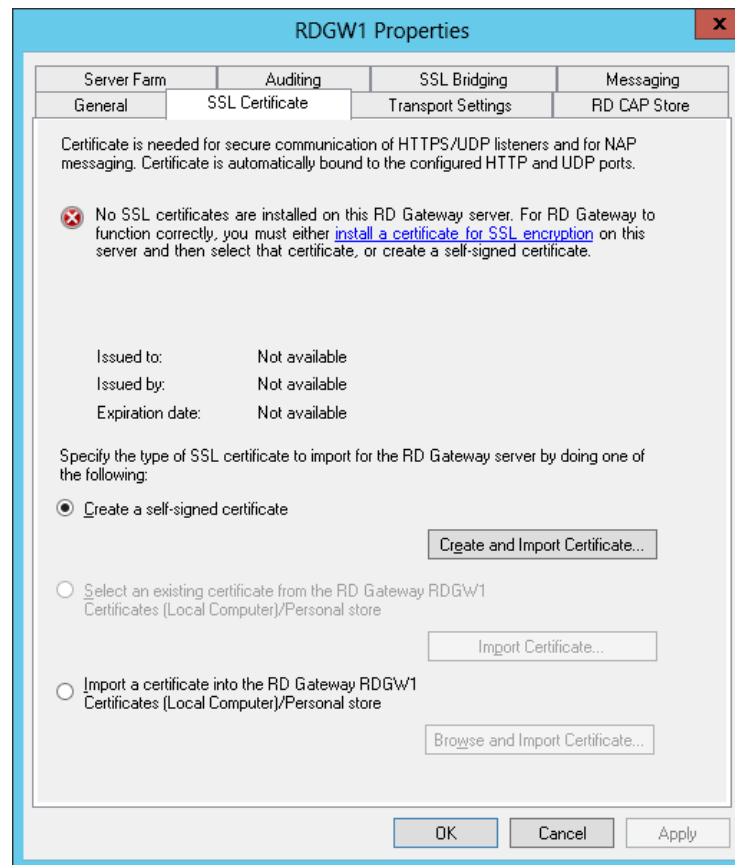 RDGW1 Properties
x
Server Farm
Auditing
SSL Bridging
Messaging
General
SSL Certificate
Transport Settings
RD CAP Store
Certificate is needed for secure communication of HTTPS/UDP listeners and for NAP
messaging. Certificate is automatically bound to the configured HTTP and UDP ports.
No SSL certificates are installed on this RD Gateway server. For RD Gateway to
function correctly, you must either install a certificate for SSL encryption on this
server and then select that certificate, or create a self-signed certificate.
Issued to: Not available
Issued by: Not available
Expiration date: Not available
Specify the type of SSL certificate to import for the RD Gateway server by doing one of
the following:
Create a self-signed certificate
Create and Import Certificate...
Select an existing certificate from the RD Gateway RDGW1
Certificates (Local Computer)/Personal store
Import Certificate...
Import a certificate into the RD Gateway RDGW1
Certificates (Local Computer)/Personal store
Browse and Import Certificate...
OK
Cancel
Apply